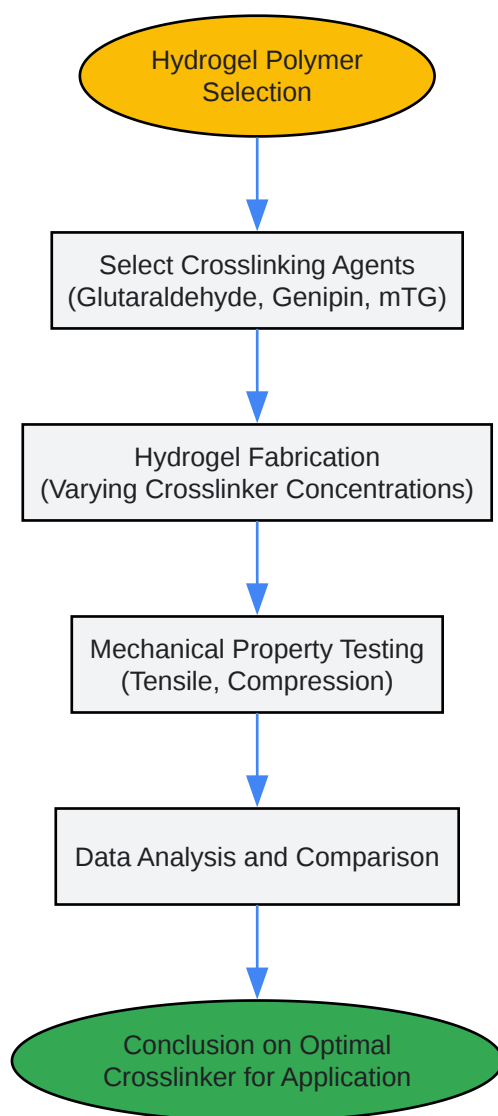 Hydrogel Polymer
Selection
Select Crosslinking Agents
(Glutaraldehyde, Genipin, mTG)
Hydrogel Fabrication
(Varying Crosslinker Concentrations)
Mechanical Property Testing
(Tensile, Compression)
Data Analysis and Comparison
Conclusion on Optimal
Crosslinker for Application